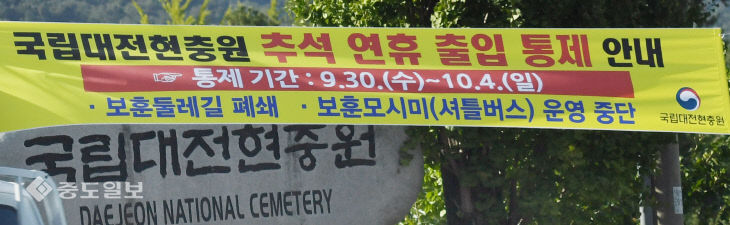 국립대전현충원 추석 연휴 출입 통제 안내
☞ 통제 기간 : 9.30.(수)~10.4.(일)
· 보훈둘레길 폐쇄 · 보훈모시미(셔틀버스) 운영 중단
국립대전현충원
국립대전현충원
중도일보
DAEJEON NATIONAL CEMETERY